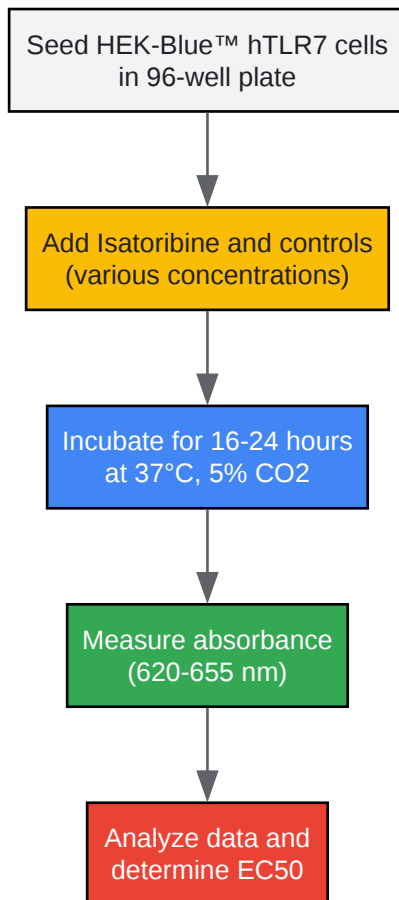 Seed HEK-Blue™ hTLR7 cells
in 96-well plate
Add Isatoribine and controls
(various concentrations)
Incubate for 16-24 hours
at 37°C, 5% CO2
Measure absorbance
(620-655 nm)
Analyze data and
determine EC50